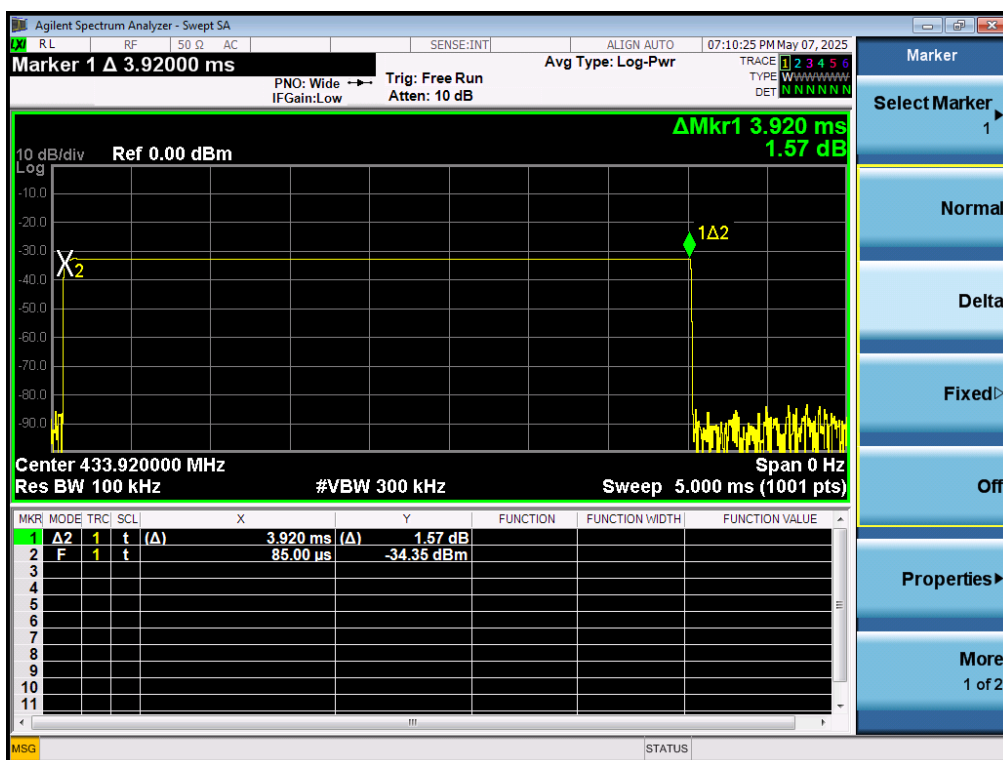 Agilent Spectrum Analyzer - Swept SA
LXI RL RF 50 Ω AC SENSE:INT ALIGN AUTO 07:10:25 PM May 07, 2025
Marker 1 Δ 3.92000 ms
PNO: Wide
IFGain:Low
Trig: Free Run
Atten: 10 dB
Avg Type: Log-Pwr
TRACE 1 2 3 4 5 6
TYPE WWWWWW
DET N N N N N N
ΔMkr1 3.920 ms
1.57 dB
10 dB/div Ref 0.00 dBm
Log
-10.0
-20.0
-30.0
-40.0
-50.0
-60.0
-70.0
-80.0
-90.0
X2
1Δ2
Center 433.920000 MHz Span 0 Hz
Res BW 100 kHz #VBW 300 kHz Sweep 5.000 ms (1001 pts)
MKR MODE TRC SCL X Y FUNCTION FUNCTION WIDTH FUNCTION VALUE
1 Δ2 1 t (Δ) 3.920 ms (Δ) 1.57 dB
2 F 1 t 85.00 µs -34.35 dBm
3
4
5
6
7
8
9
10
11
MSG STATUS
Marker
Select Marker
1
Normal
Delta
Fixed
Off
Properties
More
1 of 2